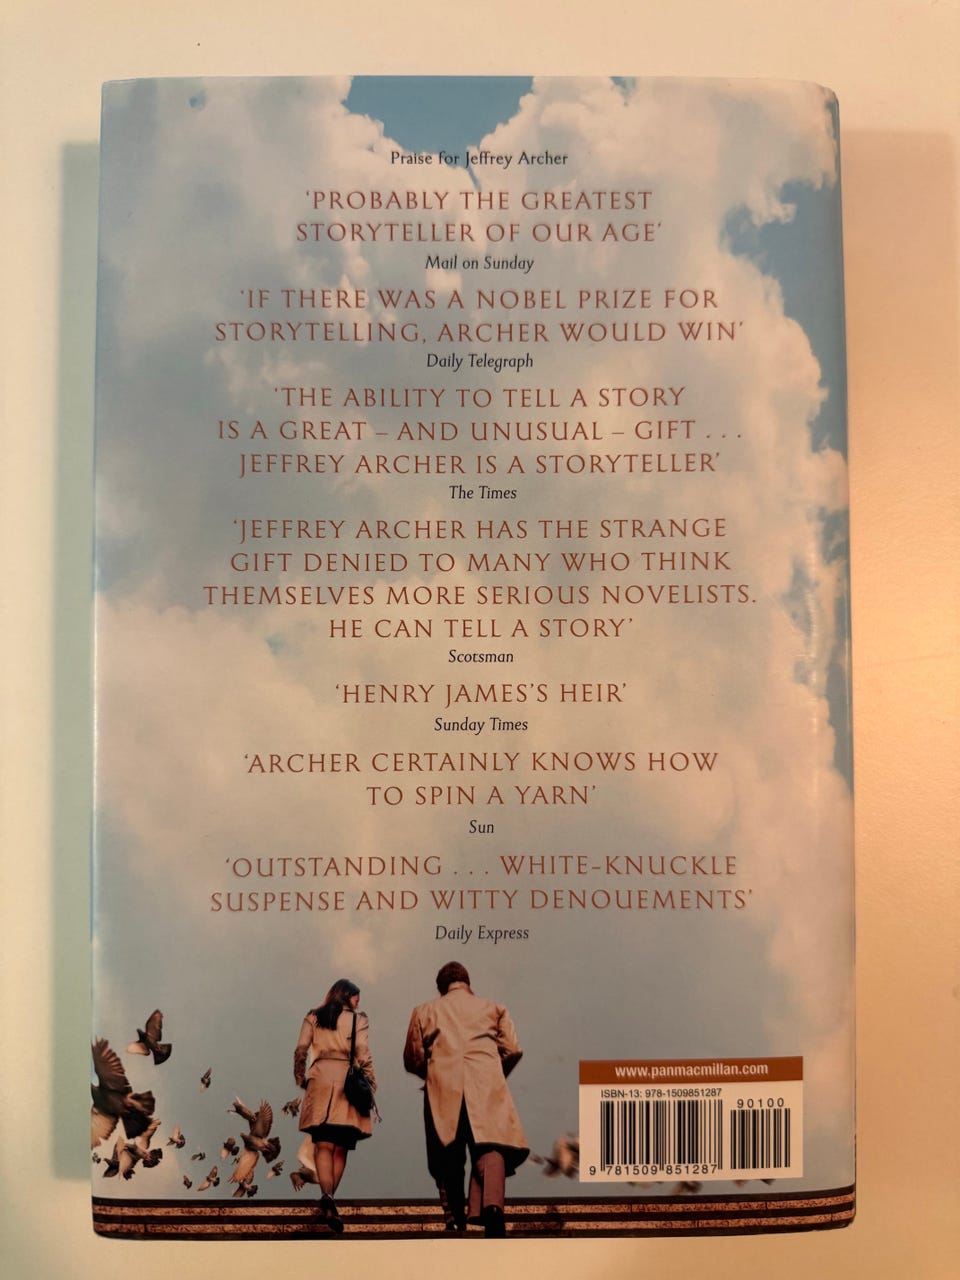 Praise for Jeffrey Archer
‘PROBABLY THE GREATEST
STORYTELLER OF OUR AGE’
Mail on Sunday
‘IF THERE WAS A NOBEL PRIZE FOR
STORYTELLING, ARCHER WOULD WIN’
Daily Telegraph
‘THE ABILITY TO TELL A STORY
IS A GREAT – AND UNUSUAL – GIFT . . .
JEFFREY ARCHER IS A STORYTELLER’
The Times
‘JEFFREY ARCHER HAS THE STRANGE
GIFT DENIED TO MANY WHO THINK
THEMSELVES MORE SERIOUS NOVELISTS.
HE CAN TELL A STORY’
Scotsman
‘HENRY JAMES’S HEIR’
Sunday Times
‘ARCHER CERTAINLY KNOWS HOW
TO SPIN A YARN’
Sun
‘OUTSTANDING . . . WHITE-KNUCKLE
SUSPENSE AND WITTY DENOUEMENTS’
Daily Express
www.panmacmillan.com
ISBN-13: 978-1509851287
90100
9 781509 851287